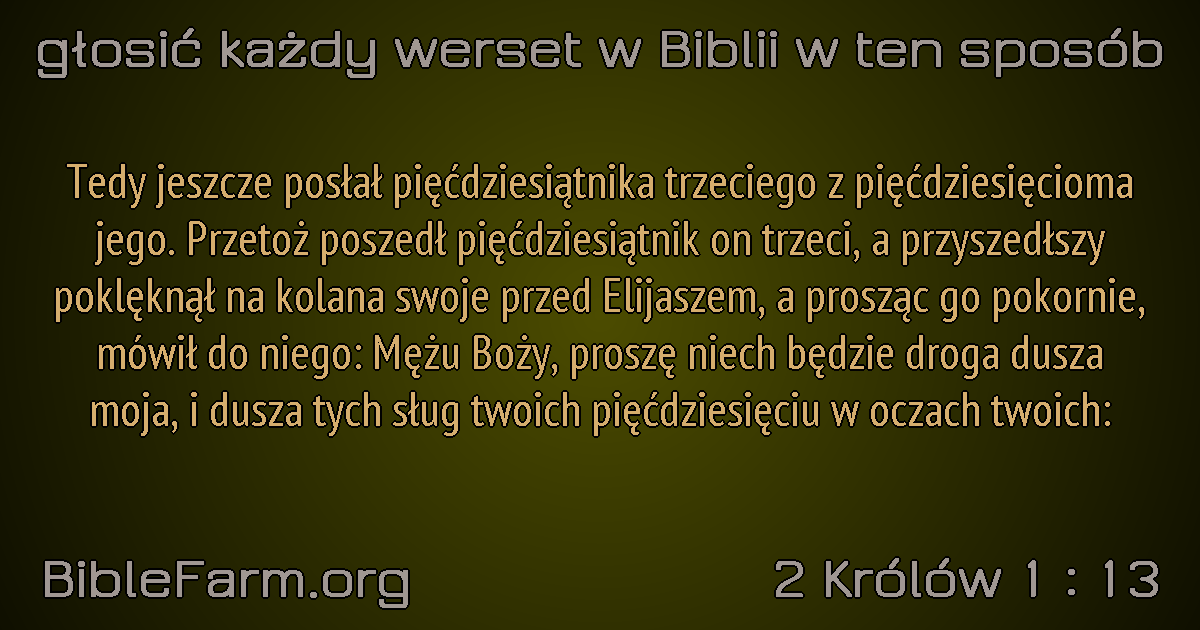 głosić każdy werset w Biblii w ten sposób
Tedy jeszcze posłał pięćdziesiątnika trzeciego z pięćdziesięcioma
jego. Przetoż poszedł pięćdziesiątnik on trzeci, a przyszedłszy
poklęknął na kolana swoje przed Elijaszem, a prosząc go pokornie,
mówił do niego: Mężu Boży, proszę niech będzie droga dusza
moja, i dusza tych sług twoich pięćdziesięciu w oczach twoich:
BibleFarm.org
2 Królów 1 : 13